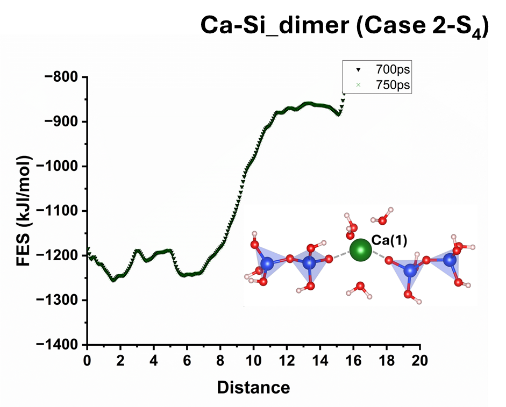 Ca-Si_dimer (Case 2-S4)
700ps
750ps
−800
−900
−1000
−1100
−1200
−1300
−1400
FES (kJl/mol)
Ca(1)
0 2 4 6 8 10 12 14 16 18 20
Distance